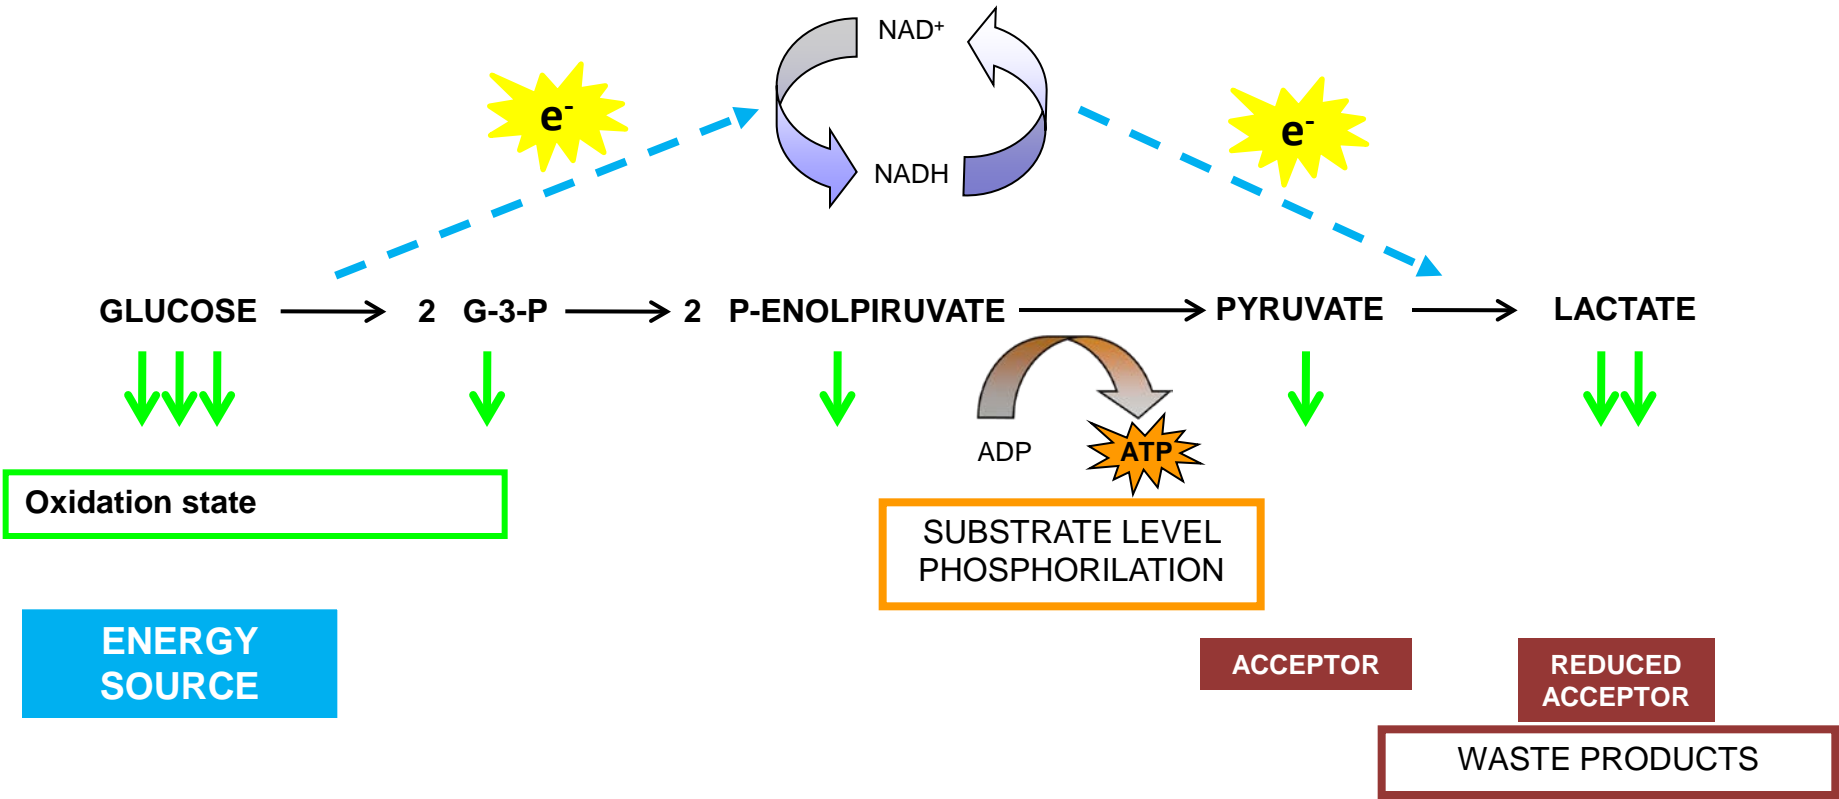 NAD⁺
e⁻
e⁻
NADH
GLUCOSE 2 G-3-P 2 P-ENOLPIRUVATE PYRUVATE LACTATE
ADP ATP
Oxidation state
SUBSTRATE LEVEL
PHOSPHORILATION
ENERGY
SOURCE
ACCEPTOR
REDUCED
ACCEPTOR
WASTE PRODUCTS